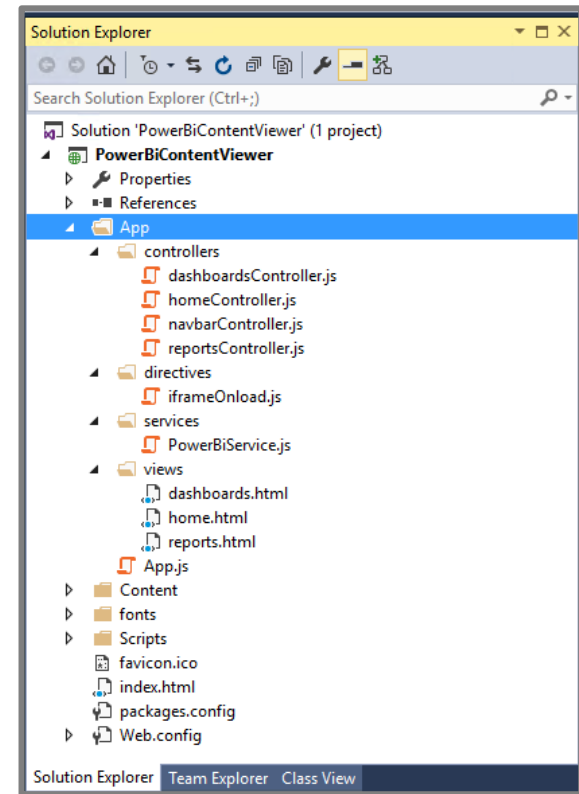 Solution Explorer
Search Solution Explorer (Ctrl+;)
Solution 'PowerBiContentViewer' (1 project)
PowerBiContentViewer
Properties
References
App
controllers
dashboardsController.js
homeController.js
navbarController.js
reportsController.js
directives
iframeOnload.js
services
PowerBiService.js
views
dashboards.html
home.html
reports.html
App.js
Content
fonts
Scripts
favicon.ico
index.html
packages.config
Web.config
Solution Explorer Team Explorer Class View